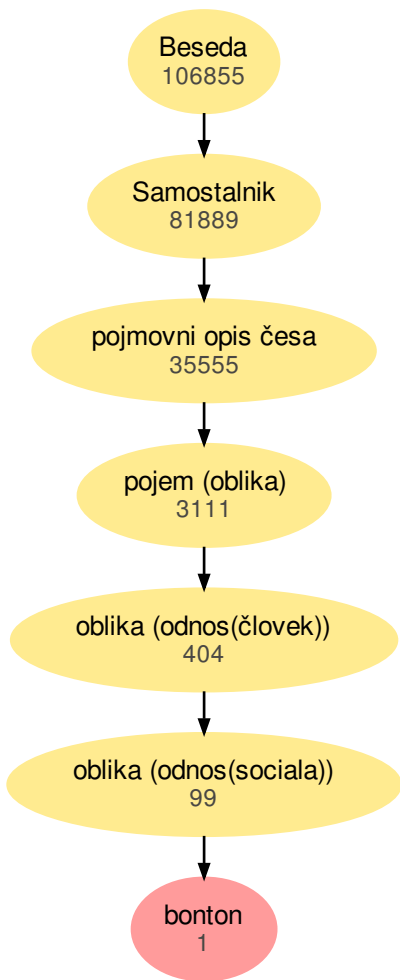 Beseda
106855
Samostalnik
81889
pojmovni opis česa
35555
pojem (oblika)
3111
oblika (odnos(človek))
404
oblika (odnos(sociala))
99
bonton
1